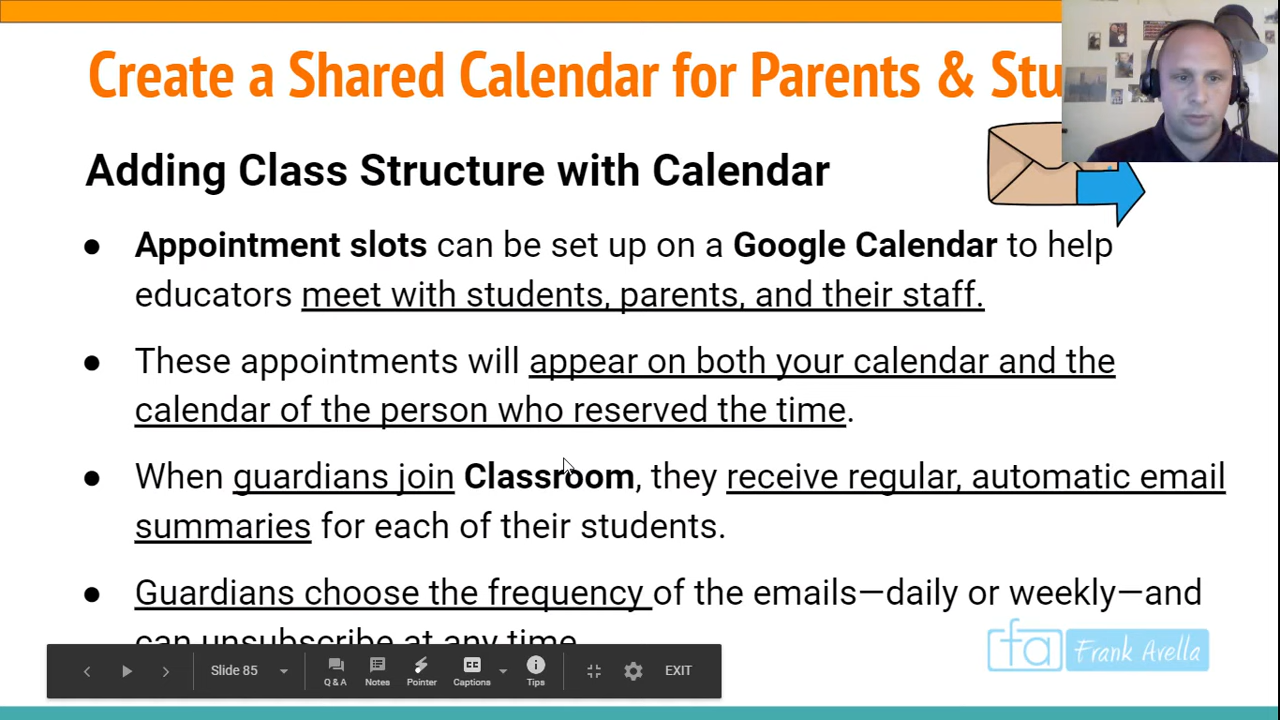 Create a Shared Calendar for Parents & Stu
Adding Class Structure with Calendar
● Appointment slots can be set up on a Google Calendar to help
educators meet with students, parents, and their staff.
● These appointments will appear on both your calendar and the
calendar of the person who reserved the time.
● When guardians join Classroom, they receive regular, automatic email
summaries for each of their students.
● Guardians choose the frequency of the emails—daily or weekly—and
can unsubscribe at any time
fa Frank Avella
Slide 85
Q & A
Notes
Pointer
CC
Captions
Tips
EXIT